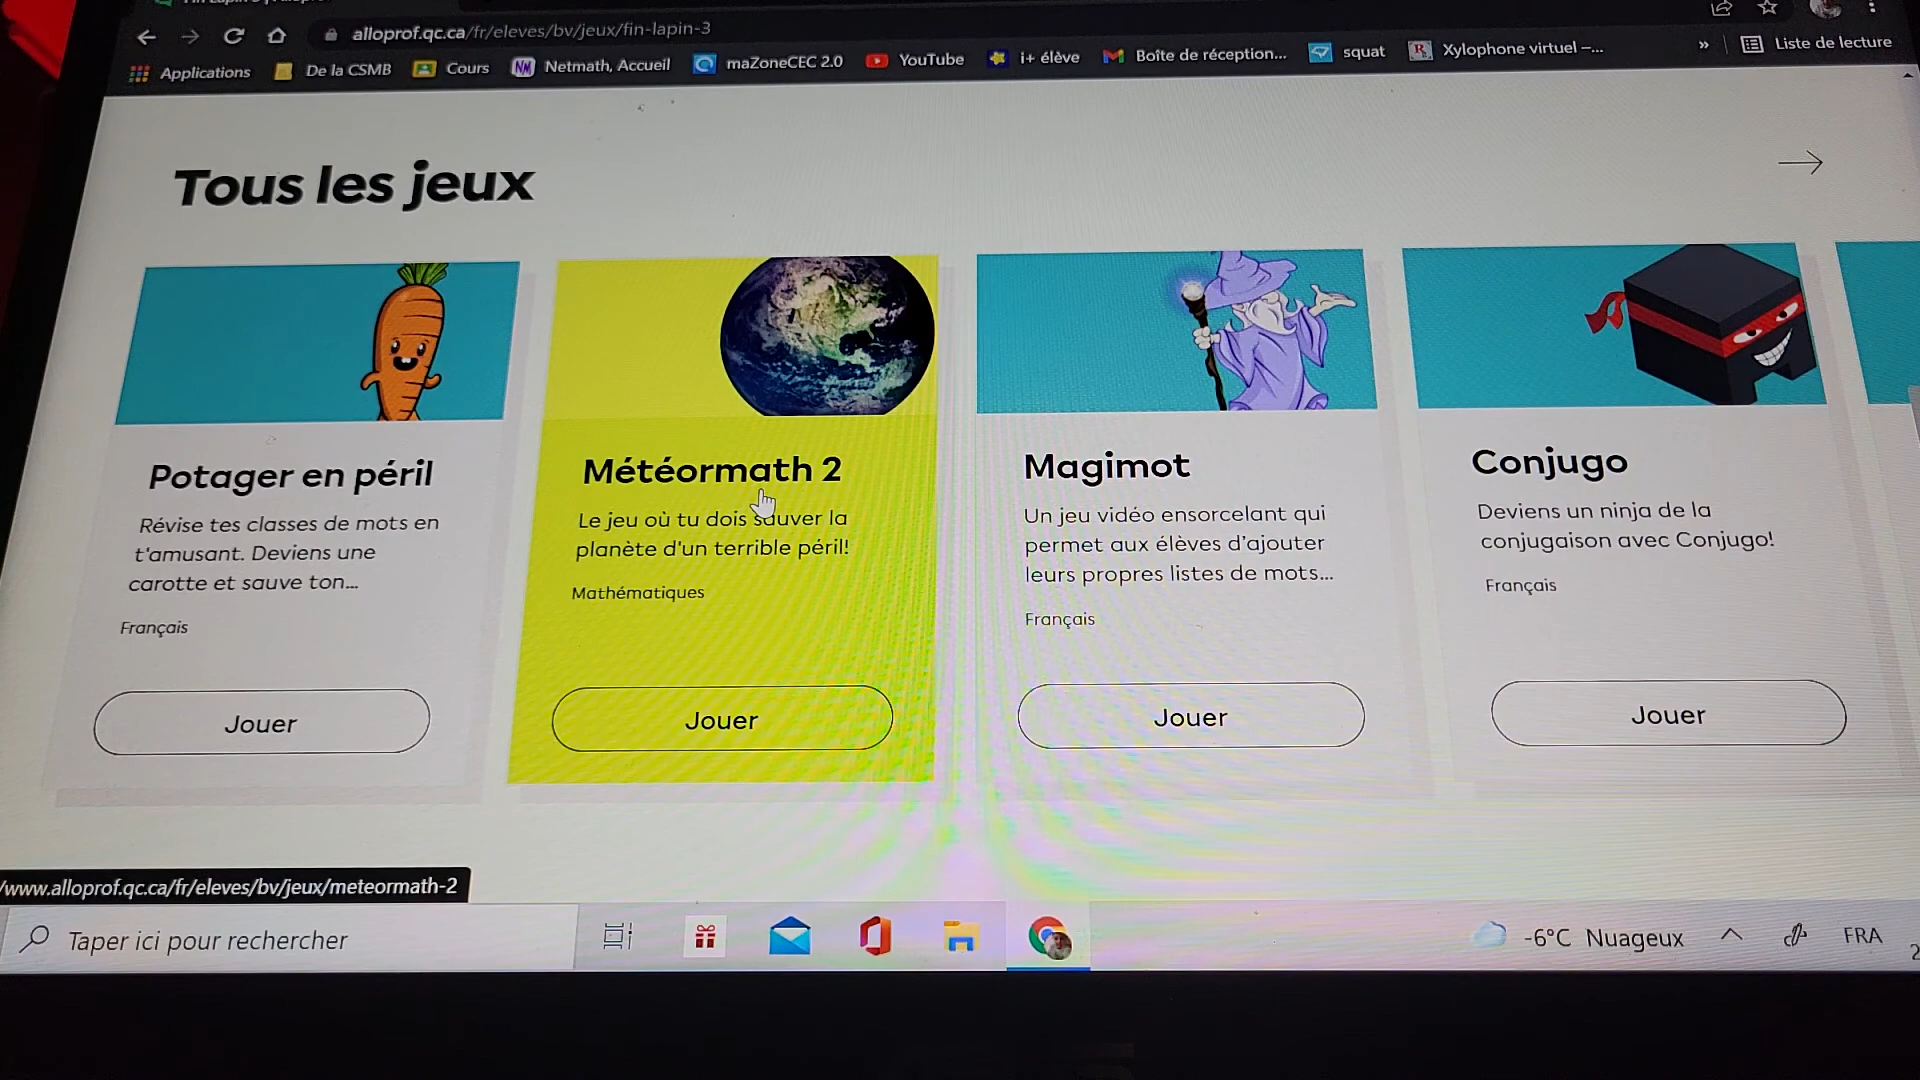 alloprof.qc.ca/fr/eleves/bv/jeux/fin-lapin-3
Applications De la CSMB Cours NM Netmath, Accueil maZoneCEC 2.0 YouTube i+ élève Boîte de réception... squat Xylophone virtuel –... » Liste de lecture
Tous les jeux
Potager en péril
Révise tes classes de mots en
t'amusant. Deviens une
carotte et sauve ton...
Français
Jouer
Météormath 2
Le jeu où tu dois sauver la
planète d'un terrible péril!
Mathématiques
Jouer
Magimot
Un jeu vidéo ensorcelant qui
permet aux élèves d'ajouter
leurs propres listes de mots...
Français
Jouer
Conjugo
Deviens un ninja de la
conjugaison avec Conjugo!
Français
Jouer
/www.alloprof.qc.ca/fr/eleves/bv/jeux/meteormath-2
Taper ici pour rechercher
-6°C Nuageux
FRA